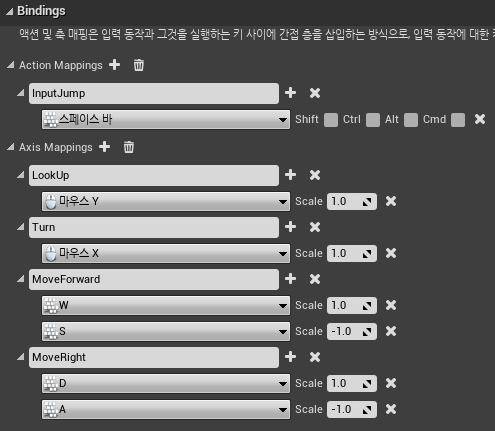 Bindings
액션 및 축 매핑은 입력 동작과 그것을 실행하는 키 사이에 간접 층을 삽입하는 방식으로, 입력 동작에 대한
Action Mappings
InputJump
스페이스 바 Shift Ctrl Alt Cmd
Axis Mappings
LookUp
마우스 Y Scale 1.0
Turn
마우스 X Scale 1.0
MoveForward
W Scale 1.0
S Scale -1.0
MoveRight
D Scale 1.0
A Scale -1.0